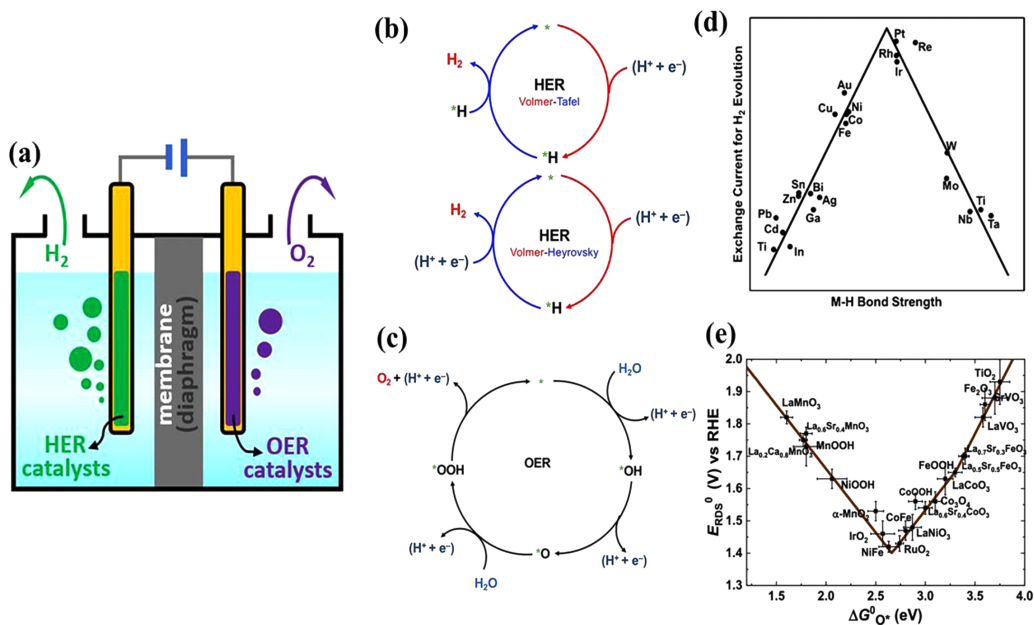 (a)
H₂
O₂
membrane
(diaphragm)
HER
catalysts
OER
catalysts
(b)
*
H₂
(H⁺ + e⁻)
HER
Volmer-Tafel
*H
*H
*
H₂
(H⁺ + e⁻)
HER
Volmer-Heyrovsky
(H⁺ + e⁻)
*H
(c)
O₂ + (H⁺ + e⁻)
*
H₂O
(H⁺ + e⁻)
*OOH
OER
*OH
(H⁺ + e⁻)
*O
(H⁺ + e⁻)
H₂O
(d)
Exchange Current for H₂ Evolution
Pt
Re
Rh
Ir
Au
Cu
Ni
Co
Fe
W
Mo
Sn
Bi
Zn
Ag
Ga
Pb
Cd
Ti
In
Ti
Nb
Ta
M-H Bond Strength
(e)
E_RDS⁰ (V) vs RHE
2.0
1.9
1.8
1.7
1.6
1.5
1.4
1.3
TiO₂
Fe₂O₃
SrVO₃
LaMnO₃
LaVO₃
La₀.₆Sr₀.₄MnO₃
La₀.₂Ca₀.₈MnO₃
MnOOH
La₀.₇Sr₀.₃FeO₃
FeOOH
La₀.₅Sr₀.₅FeO₃
NiOOH
LaCoO₃
CoOOH
Co₃O₄
α-MnO₂
La₀.₆Sr₀.₄CoO₃
CoFe
IrO₂
LaNiO₃
NiFe
RuO₂
1.5
2.0
2.5
3.0
3.5
4.0
ΔG⁰_O* (eV)